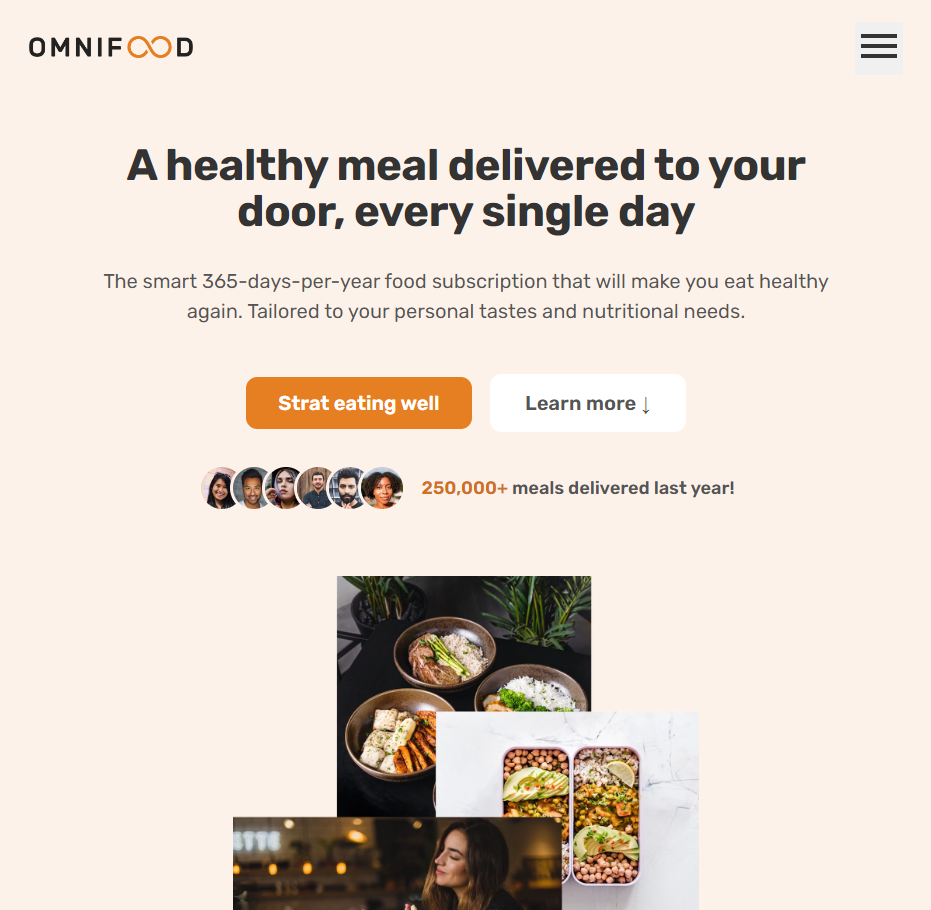 OMNIFOOD
A healthy meal delivered to your
door, every single day
The smart 365-days-per-year food subscription that will make you eat healthy
again. Tailored to your personal tastes and nutritional needs.
Strat eating well
Learn more ↓
250,000+ meals delivered last year!